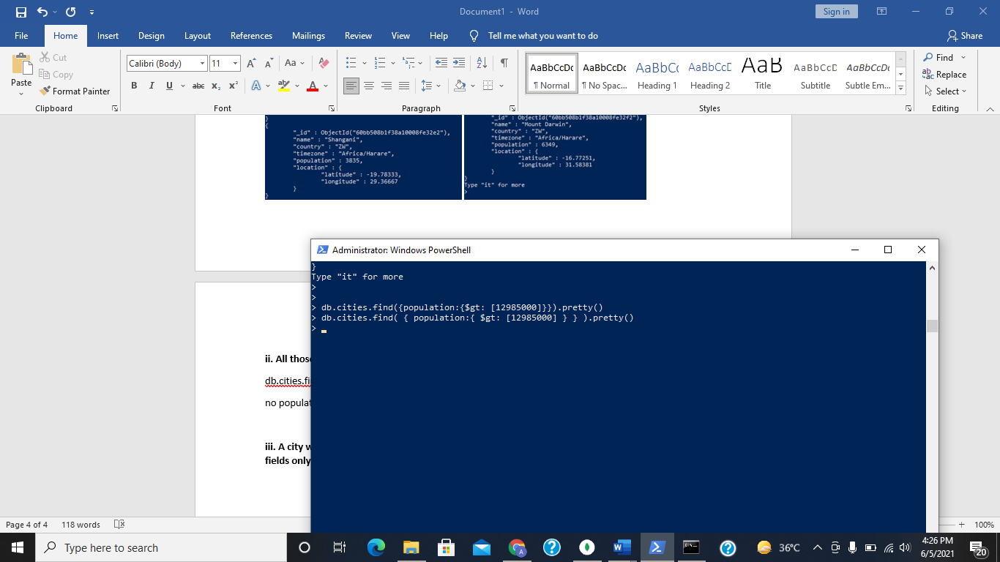 Document1 - Word
Sign in
File Home Insert Design Layout References Mailings Review View Help Tell me what you want to do Share
Paste
Cut
Copy
Format Painter
Clipboard
Calibri (Body) 11
Aa
B I U abc x₂ x² A ab A
Font
Paragraph
AaBbCcDc AaBbCcDc AaBbCc AaBbCcD AaB AaBbCcD AaBbCcDc
¶ Normal ¶ No Spac... Heading 1 Heading 2 Title Subtitle Subtle Em...
Styles
Find
Replace
Select
Editing
}
{
"_id" : ObjectId("60bb508b1f38a10008fe32e2"),
"name" : "Shangani",
"country" : "ZW",
"timezone" : "Africa/Harare",
"population" : 3835,
"location" : {
"latitude" : -19.78333,
"longitude" : 29.36667
}
}
"_id" : ObjectId("60bb508b1f38a10008fe32f2"),
"name" : "Mount Darwin",
"country" : "ZW",
"timezone" : "Africa/Harare",
"population" : 6349,
"location" : {
"latitude" : -16.77251,
"longitude" : 31.58381
}
}
Type "it" for more
>
Administrator: Windows PowerShell
}
Type "it" for more
>
>
> db.cities.find({population:{$gt: [12985000]}}).pretty()
> db.cities.find( { population:{ $gt: [12985000] } } ).pretty()
>
ii. All those
db.cities.fi
no populat
iii. A city w
fields only
Page 4 of 4 118 words
100%
Type here to search
36°C
4:26 PM
6/5/2021
20